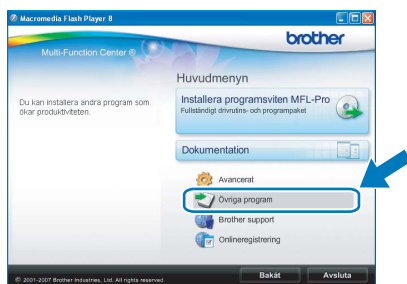 Macromedia Flash Player 8
brother
Multi-Function Center ®
Huvudmenyn
Du kan installera andra program som
ökar produktiviteten.
Installera programsviten MFL-Pro
Fullständigt drivrutins- och programpaket
Dokumentation
Avancerat
Övriga program
Brother support
Onlineregistrering
© 2001-2007 Brother Industries, Ltd. All rights reserved
Bakåt
Avsluta